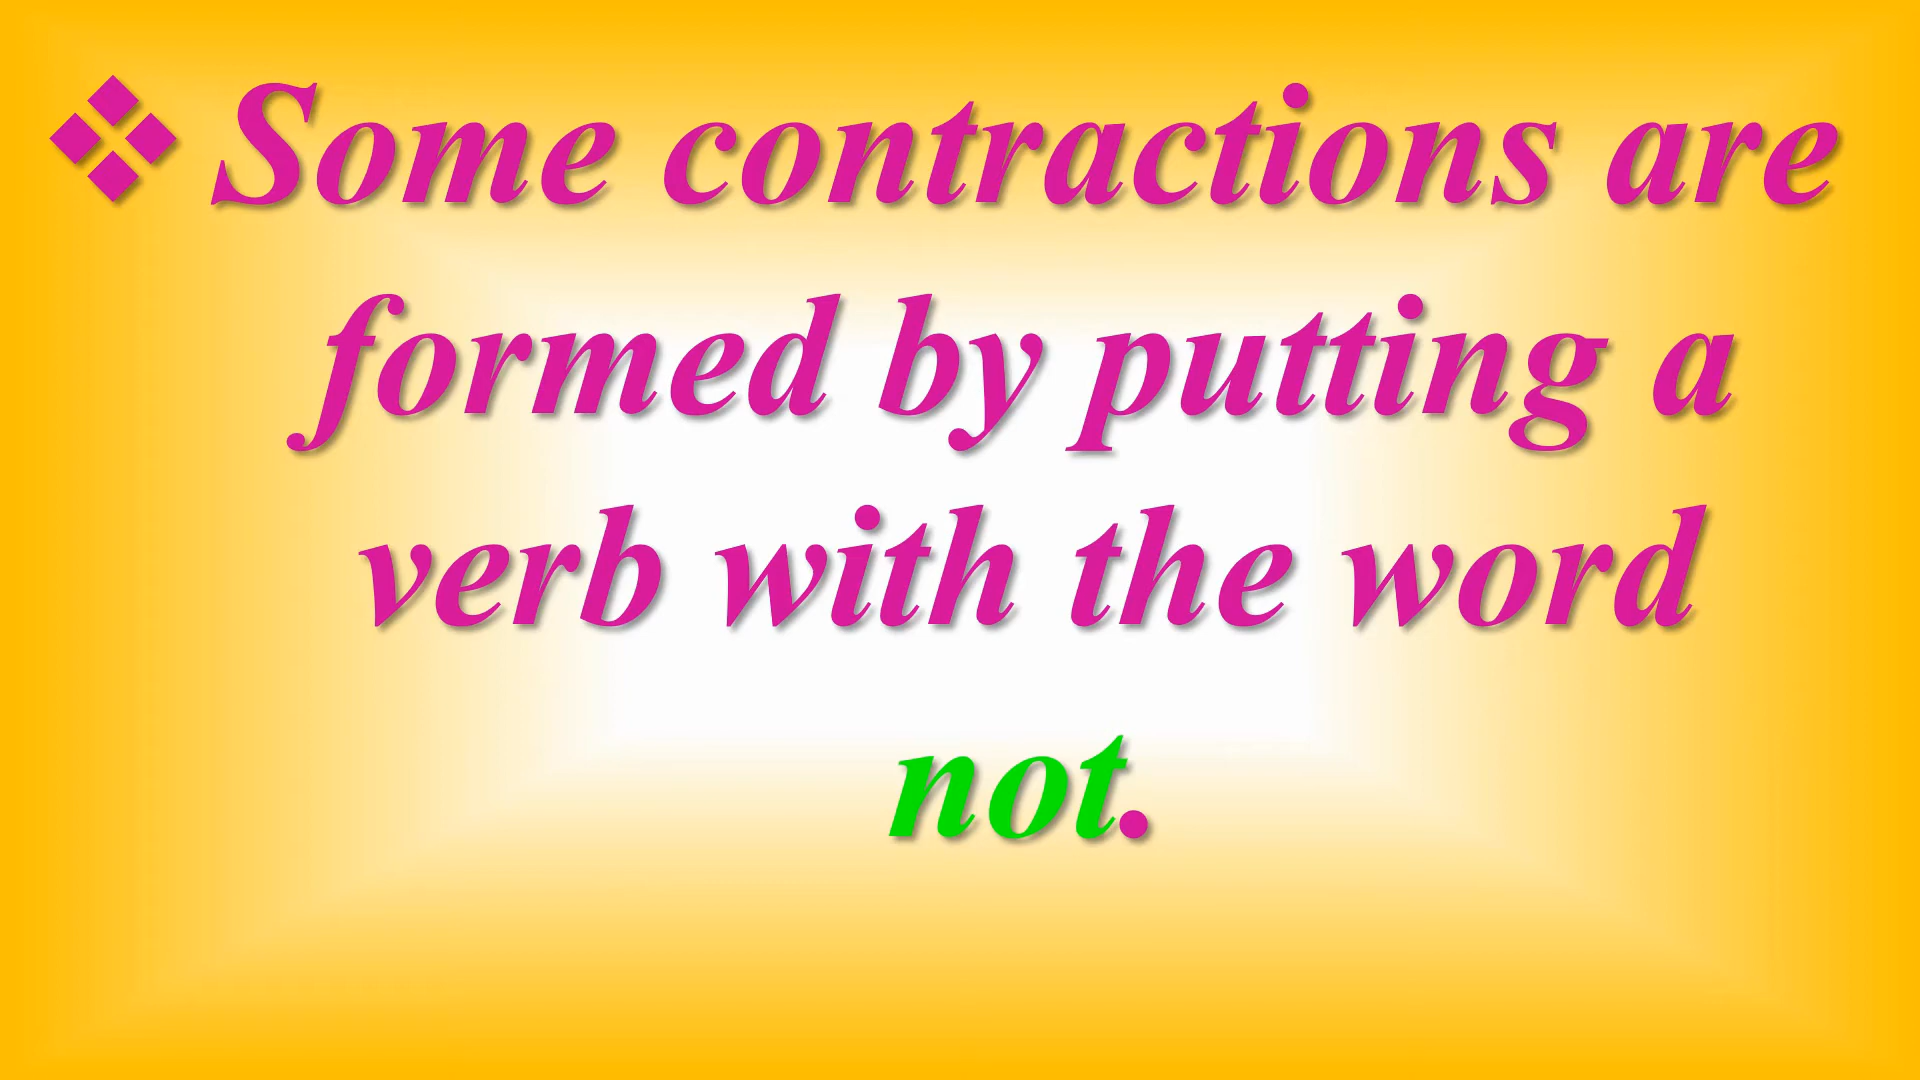 ❖ Some contractions are
formed by putting a
verb with the word
not.